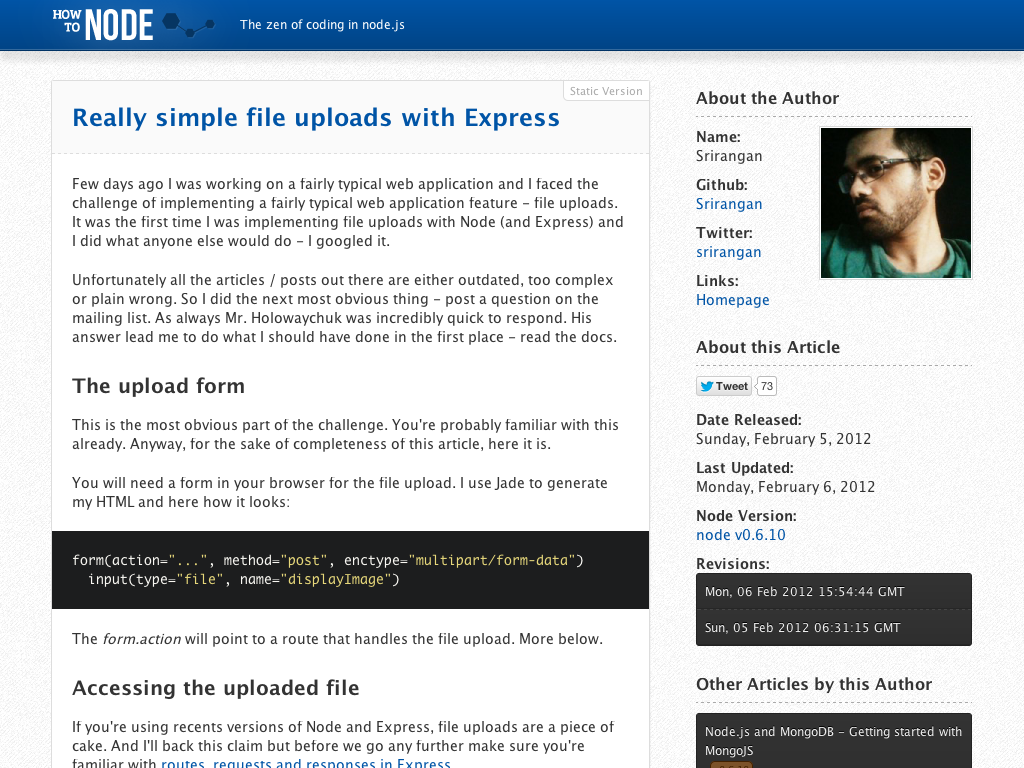 HOW TO NODE
The zen of coding in node.js
Static Version
Really simple file uploads with Express
Few days ago I was working on a fairly typical web application and I faced the
challenge of implementing a fairly typical web application feature – file uploads.
It was the first time I was implementing file uploads with Node (and Express) and
I did what anyone else would do – I googled it.
Unfortunately all the articles / posts out there are either outdated, too complex
or plain wrong. So I did the next most obvious thing – post a question on the
mailing list. As always Mr. Holowaychuk was incredibly quick to respond. His
answer lead me to do what I should have done in the first place – read the docs.
The upload form
This is the most obvious part of the challenge. You're probably familiar with this
already. Anyway, for the sake of completeness of this article, here it is.
You will need a form in your browser for the file upload. I use Jade to generate
my HTML and here how it looks:
form(action="...", method="post", enctype="multipart/form-data")
input(type="file", name="displayImage")
The form.action will point to a route that handles the file upload. More below.
Accessing the uploaded file
If you're using recents versions of Node and Express, file uploads are a piece of
cake. And I'll back this claim but before we go any further make sure you're
familiar with routes, requests and responses in Express.
About the Author
Name:
Srirangan
Github:
Srirangan
Twitter:
srirangan
Links:
Homepage
About this Article
Tweet 73
Date Released:
Sunday, February 5, 2012
Last Updated:
Monday, February 6, 2012
Node Version:
node v0.6.10
Revisions:
Mon, 06 Feb 2012 15:54:44 GMT
Sun, 05 Feb 2012 06:31:15 GMT
Other Articles by this Author
Node.js and MongoDB – Getting started with
MongoJS